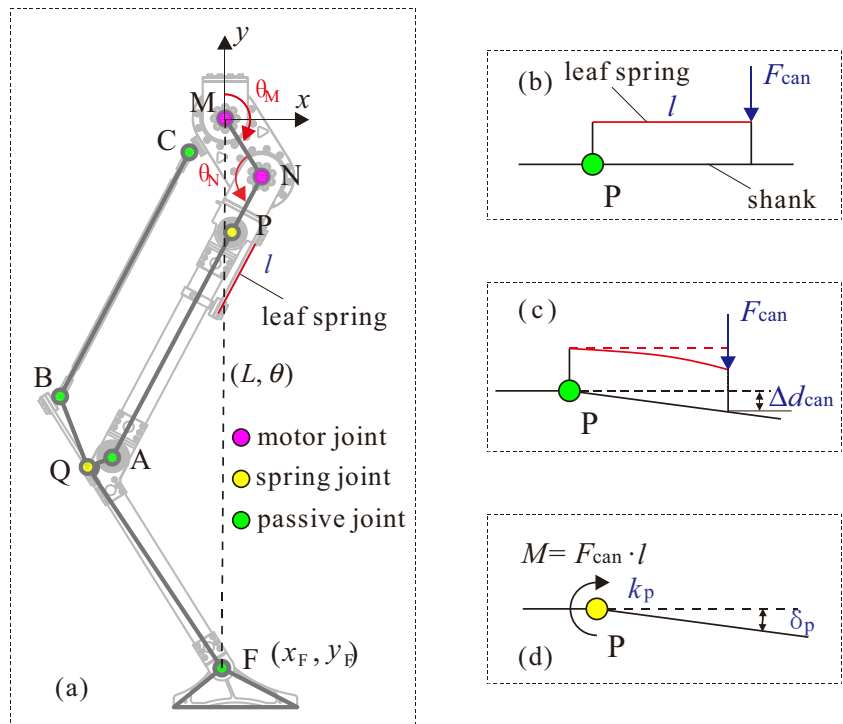 y
M
θM
x
C
θN
N
P
l
leaf spring
B
(L, θ)
motor joint
Q
A
spring joint
passive joint
F (xF, yF)
(a)
(b)
leaf spring
Fcan
l
P
shank
(c)
Fcan
Δdcan
P
M= Fcan · l
kp
δp
P
(d)